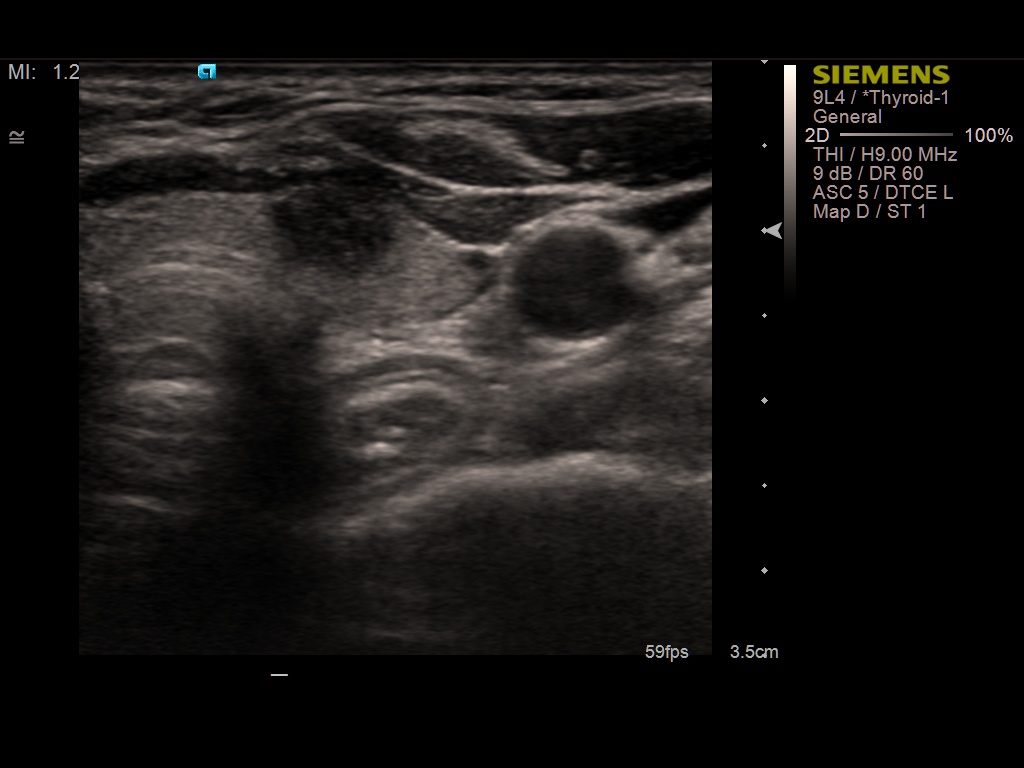 MI: 1.2
SIEMENS
9L4 / *Thyroid-1
General
2D 100%
THI / H9.00 MHz
9 dB / DR 60
ASC 5 / DTCE L
Map D / ST 1
59fps 3.5cm